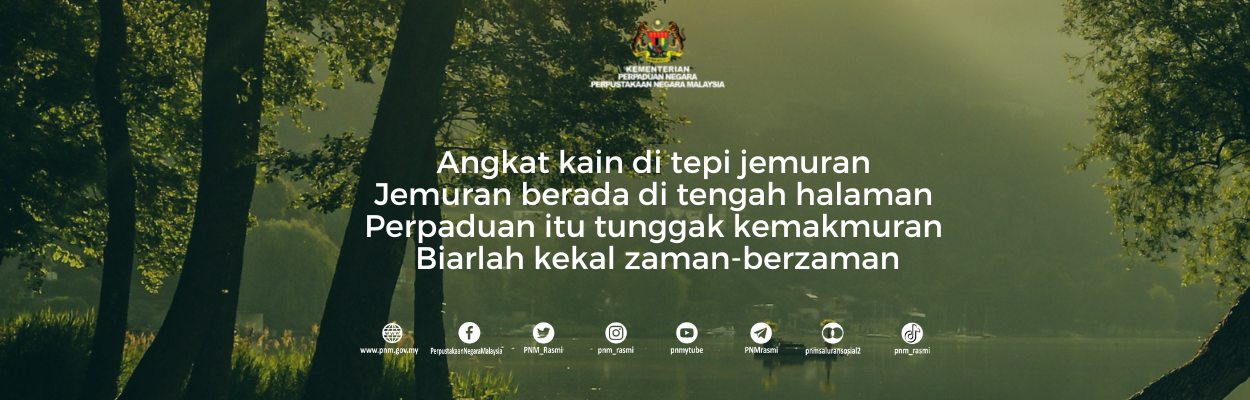 KEMENTERIAN
PERPADUAN NEGARA
PERPUSTAKAAN NEGARA MALAYSIA
Angkat kain di tepi jemuran
Jemuran berada di tengah halaman
Perpaduan itu tunggak kemakmuran
Biarlah kekal zaman-berzaman
www.pnm.gov.my PerpustakaanNegaraMalaysia PNM_Rasmi pnm_rasmi pnmytube PNMrasmi pnmsaluransosial2 pnm_rasmi